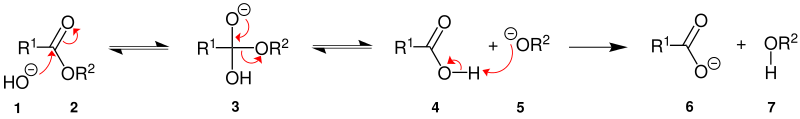 O R¹ OR² HO⊖
O⊖ R¹ OR² OH
O R¹ O H + ⊖OR²
O R¹ O⊖ + OR² H
1 2 3 4 5 6 7